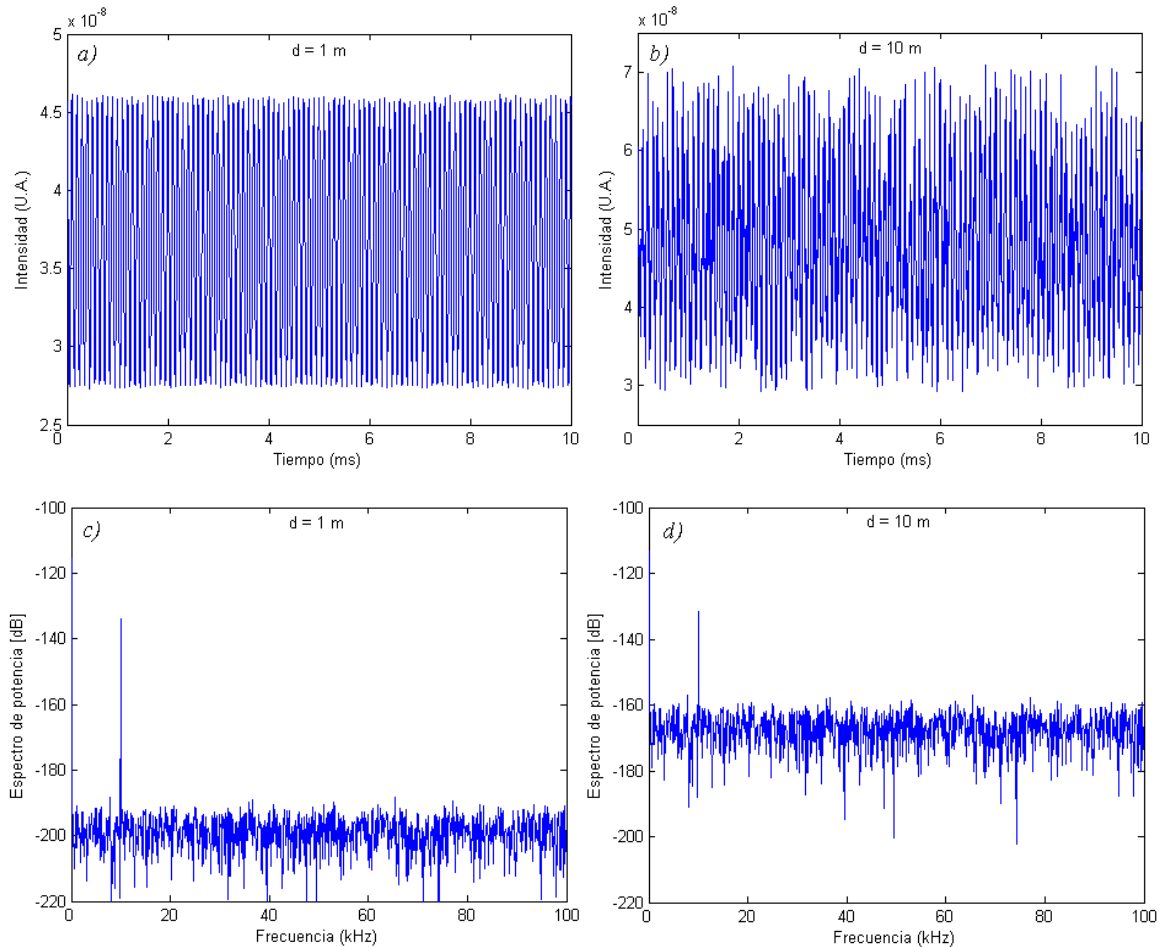 x 10⁻⁸
a)
d = 1 m
5
4.5
4
3.5
3
2.5
Intensidad (U.A.)
0 2 4 6 8 10
Tiempo (ms)
x 10⁻⁸
b)
d = 10 m
7
6
5
4
3
Intensidad (U.A.)
0 2 4 6 8 10
Tiempo (ms)
c)
d = 1 m
-100
-120
-140
-160
-180
-200
-220
Espectro de potencia [dB]
0 20 40 60 80 100
Frecuencia (kHz)
d)
d = 10 m
-100
-120
-140
-160
-180
-200
-220
Espectro de potencia [dB]
0 20 40 60 80 100
Frecuencia (kHz)